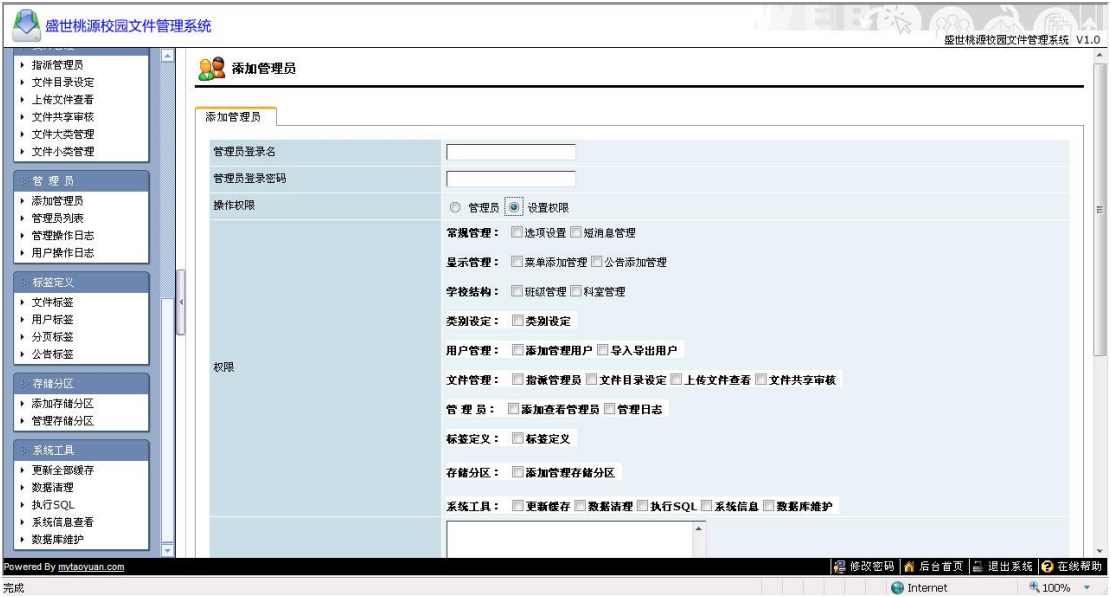 盛世桃源校园文件管理系统
盛世桃源校园文件管理系统 V1.0
指派管理员
文件目录设定
上传文件查看
文件共享审核
文件大类管理
文件小类管理
管 理 员
添加管理员
管理员列表
管理操作日志
用户操作日志
标签定义
文件标签
用户标签
分页标签
公告标签
存储分区
添加存储分区
管理存储分区
系统工具
更新全部缓存
数据清理
执行SQL
系统信息查看
数据库维护
添加管理员
添加管理员
管理员登录名
管理员登录密码
操作权限 管理员 设置权限
权限
常规管理： 选项设置 短消息管理
显示管理： 菜单添加管理 公告添加管理
学校结构： 班级管理 科室管理
类别设定： 类别设定
用户管理： 添加管理用户 导入导出用户
文件管理： 指派管理员 文件目录设定 上传文件查看 文件共享审核
管 理 员： 添加查看管理员 管理日志
标签定义： 标签定义
存储分区： 添加管理存储分区
系统工具： 更新缓存 数据清理 执行SQL 系统信息 数据库维护
Powered By mytaoyuan.com
修改密码 后台首页 退出系统 在线帮助
完成 Internet 100%